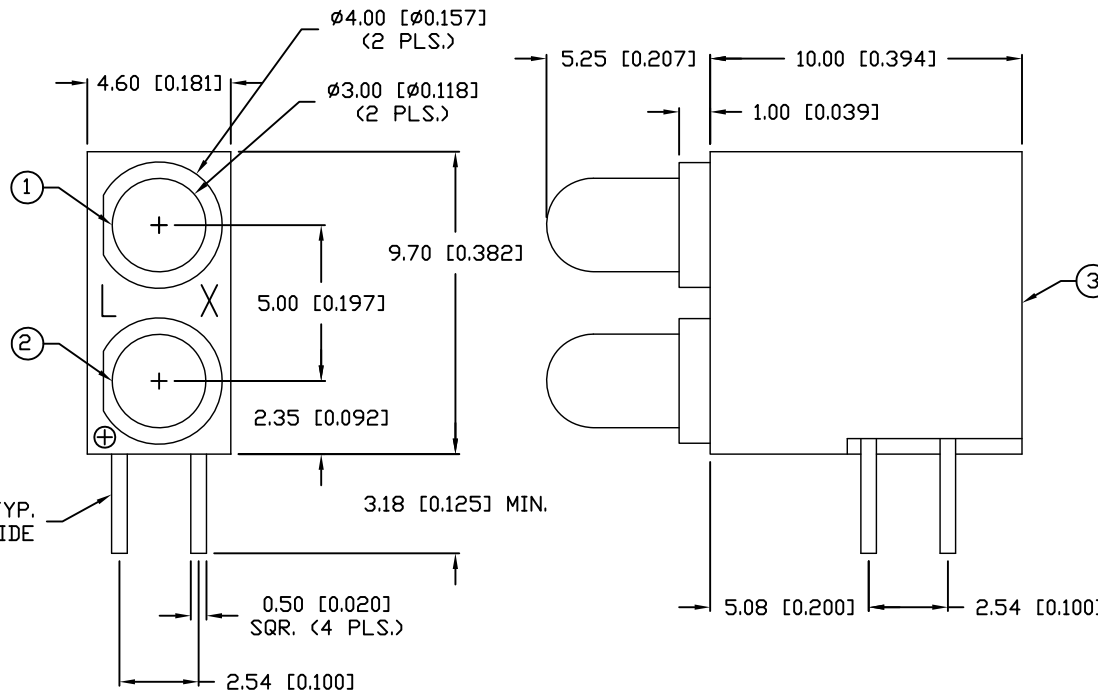 ø4.00 [ø0.157]
(2 PLS.)
4.60 [0.181]
ø3.00 [ø0.118]
(2 PLS.)
5.25 [0.207]
10.00 [0.394]
1.00 [0.039]
1
9.70 [0.382]
3
L X
5.00 [0.197]
2
2.35 [0.092]
3.18 [0.125] MIN.
YP.
IDE
0.50 [0.020]
SQR. (4 PLS.)
5.08 [0.200]
2.54 [0.100]
2.54 [0.100]